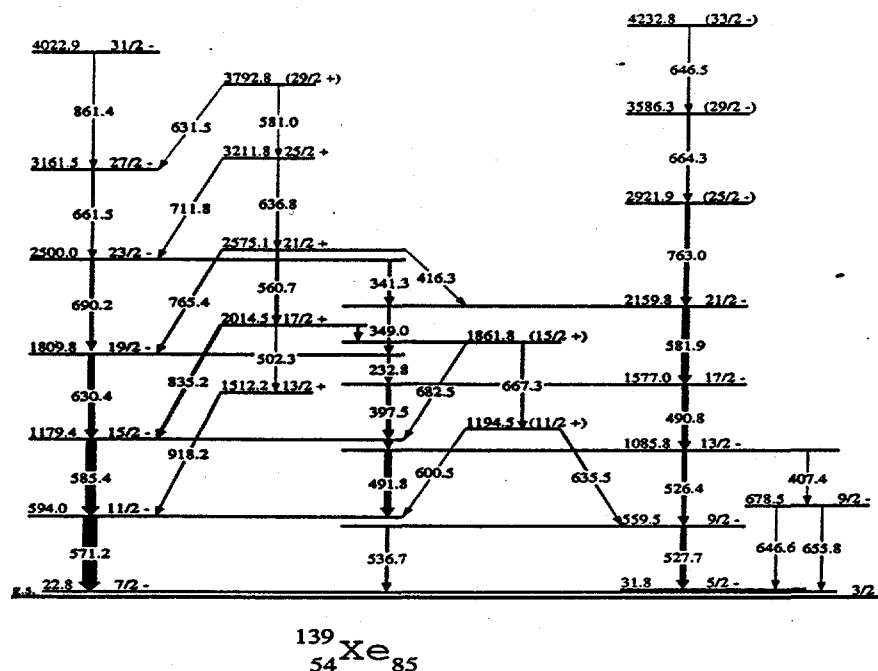 4232.8 (33/2 -)
4022.9 31/2 -
3792.8 (29/2 +)
646.5
861.4
631.5
581.0
3586.3 (29/2 -)
3211.8 25/2 +
3161.5 27/2 -
664.3
711.8
636.8
2921.9 (25/2 -)
661.5
2575.1 21/2 +
2500.0 23/2 -
416.3
763.0
341.3
765.4
560.7
690.2
2159.8 21/2 -
2014.5 17/2 +
349.0
1861.8 (15/2 +)
1809.8 19/2 -
502.3
581.9
835.2
232.8
1577.0 17/2 -
1512.2 13/2 +
682.5
667.3
630.4
397.5
490.8
1194.5 (11/2 +)
1179.4 15/2 -
1085.8 13/2 -
918.2
585.4
491.8
600.5
635.5
526.4
407.4
678.5 9/2 -
594.0 11/2 -
559.5 9/2 -
571.2
536.7
527.7
646.6
655.8
22.8 7/2 -
31.8 5/2 -
g.s.
3/2
139
54 Xe 85